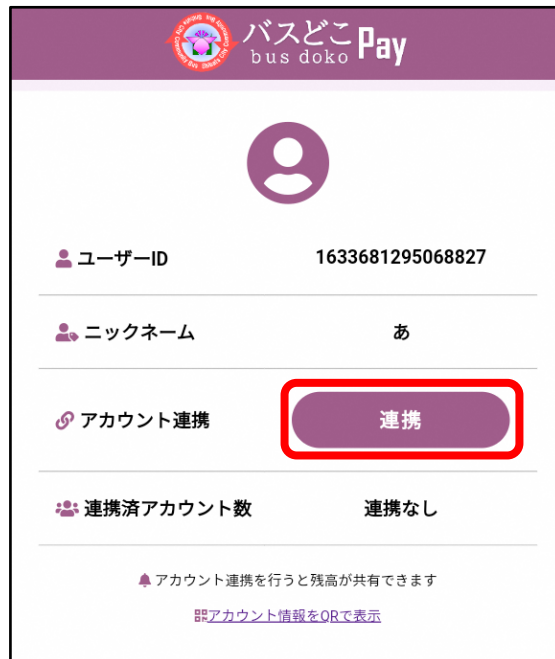 バスどこ Pay
bus doko
ユーザーID 1633681295068827
ニックネーム あ
アカウント連携 連携
連携済アカウント数 連携なし
アカウント連携を行うと残高が共有できます
アカウント情報をQRで表示